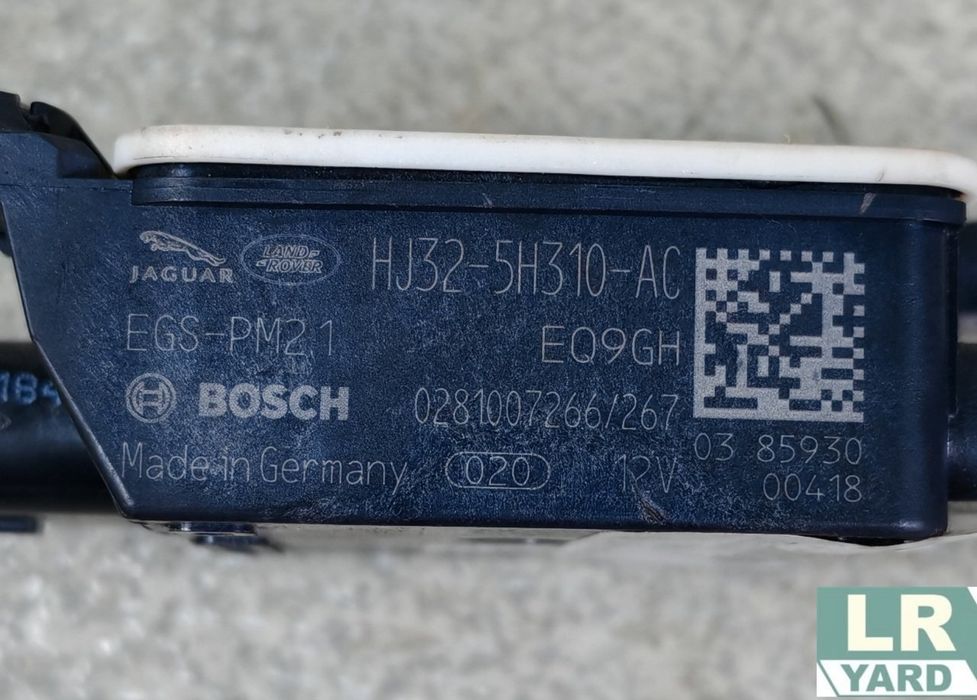 JAGUAR LAND-ROVER HJ32-5H310-AC
EGS-PM2.1 EQ9GH
BOSCH 0281007266/267
Made in Germany 020 12V
03 85930
00418
184
LR
YARD